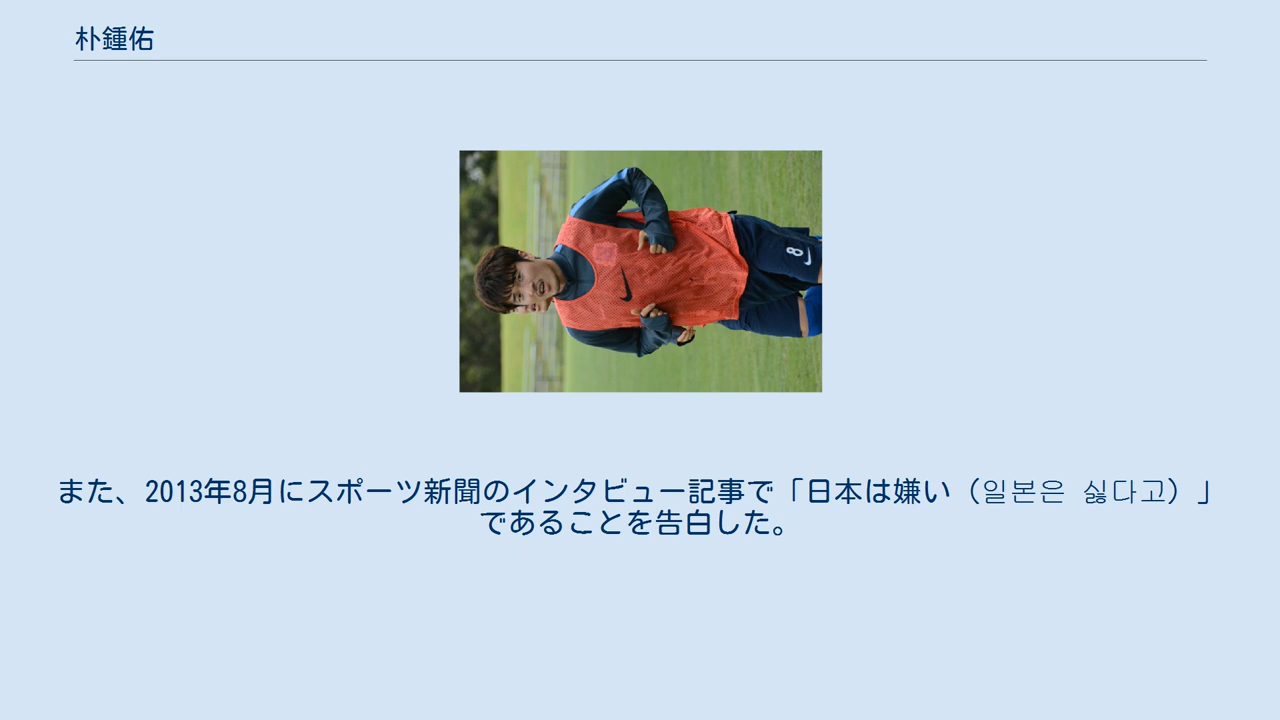 朴鍾佑
8
また、2013年8月にスポーツ新聞のインタビュー記事で「日本は嫌い（일본은 싫다고）」
であることを告白した。